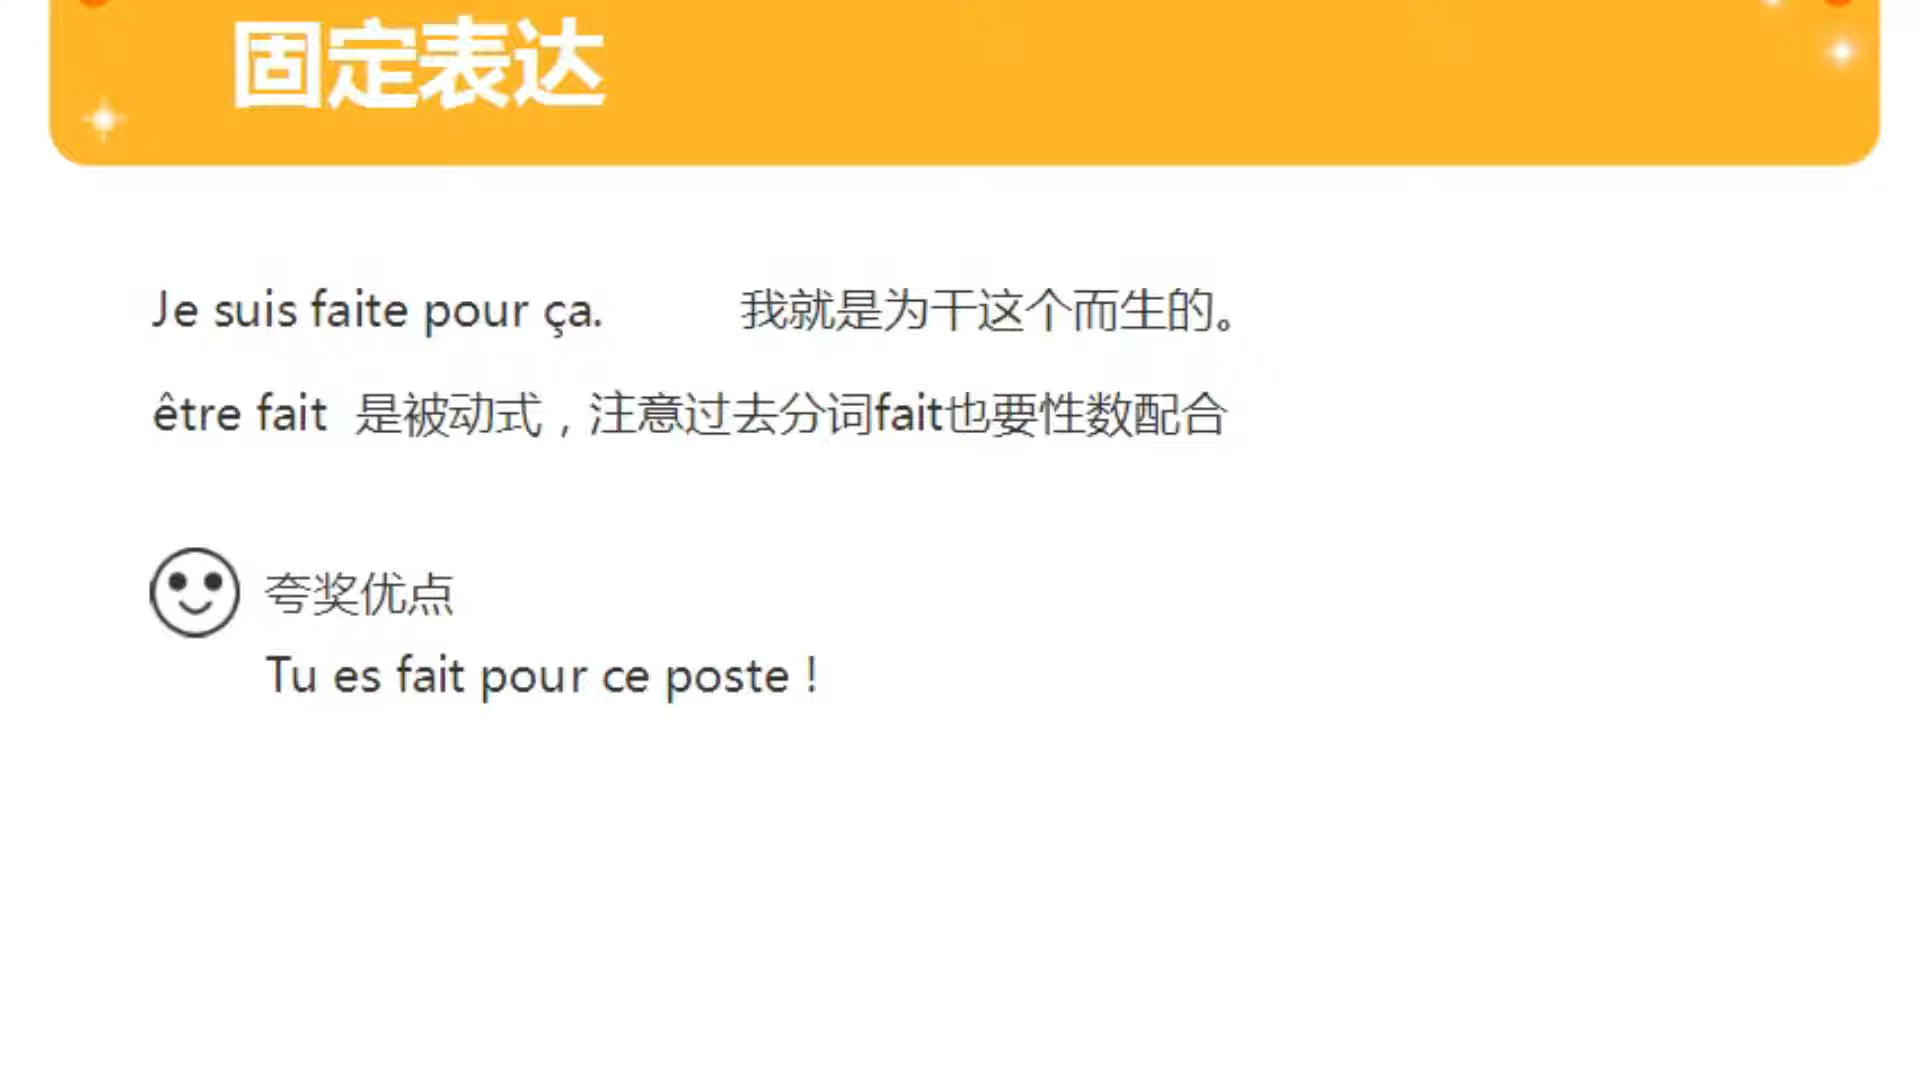 固定表达
Je suis faite pour ça. 我就是为干这个而生的。
être fait 是被动式，注意过去分词fait也要性数配合
夸奖优点
Tu es fait pour ce poste !